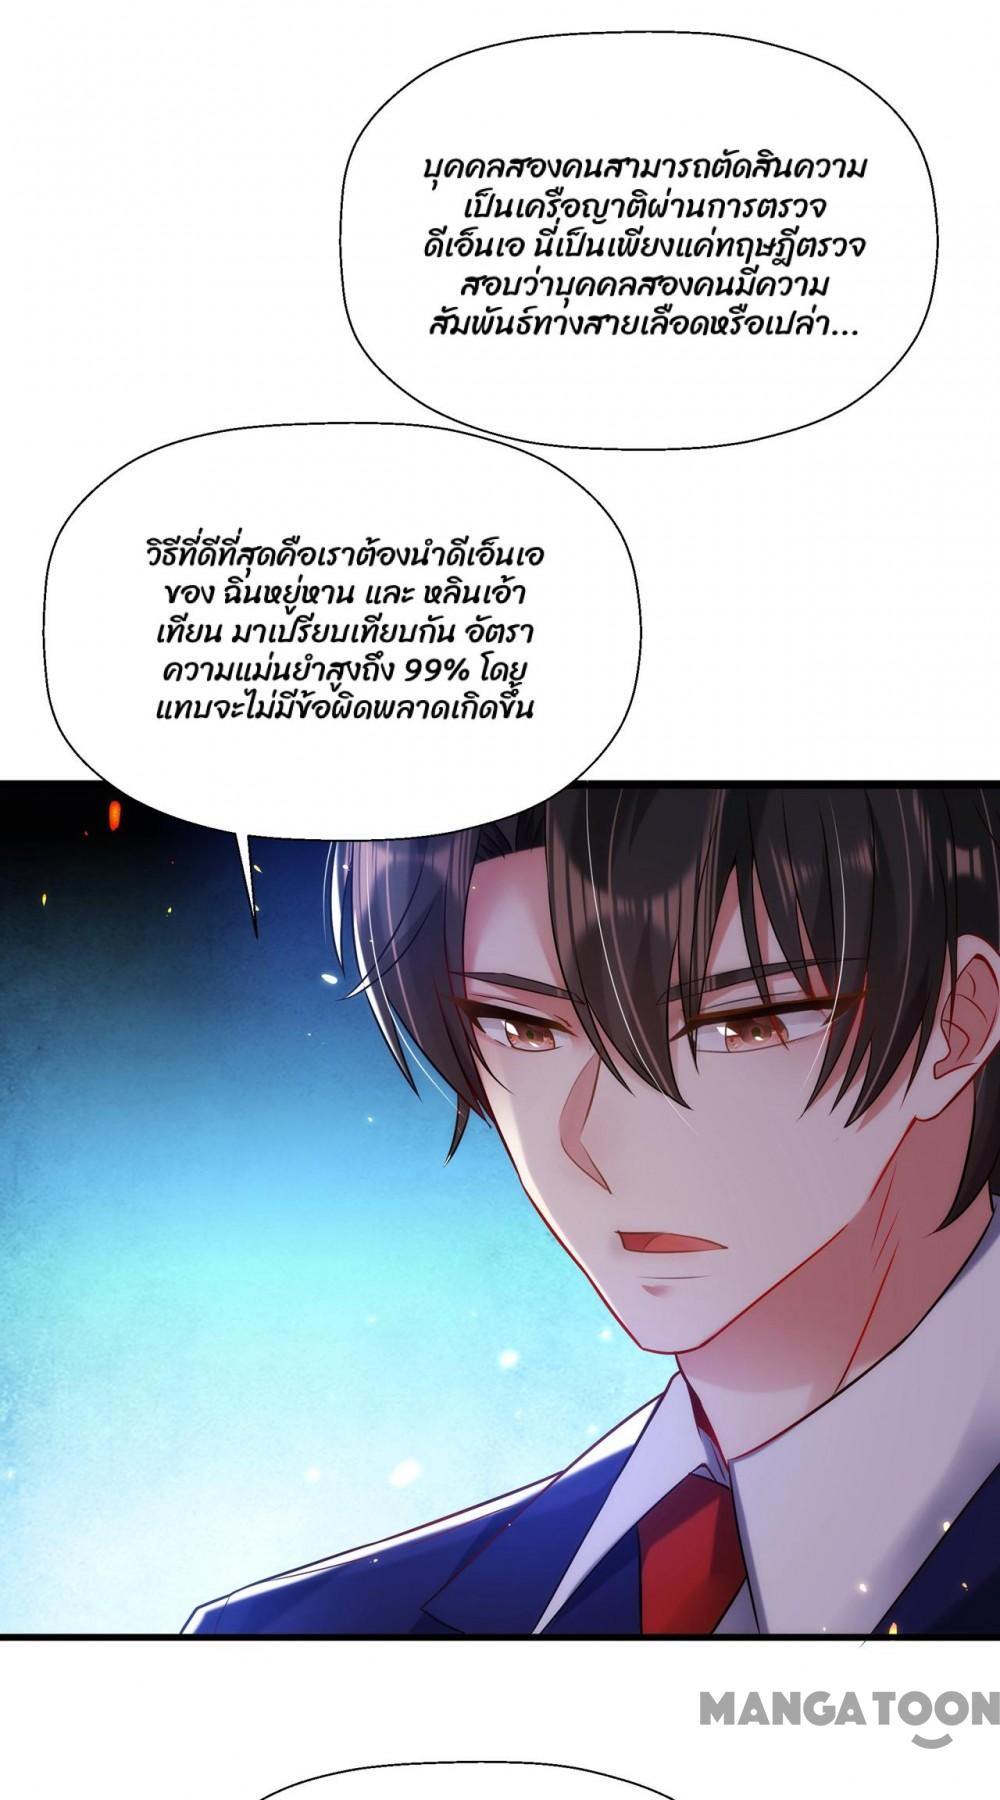 บุคคลสองคนสามารถตัดสินความ
เป็นเครือญาติผ่านการตรวจ
ดีเอ็นเอ นี่เป็นเพียงแค่ทฤษฎีตรวจ
สอบว่าบุคคลสองคนมีความ
สัมพันธ์ทางสายเลือดหรือเปล่า...
วิธีที่ดีที่สุดคือเราต้องนำดีเอ็นเอ
ของ ฉินหยู่หาน และ หลินเอ้า
เทียน มาเปรียบเทียบกัน อัตรา
ความแม่นยำสูงถึง 99% โดย
แทบจะไม่มีข้อผิดพลาดเกิดขึ้น
MANGATOON